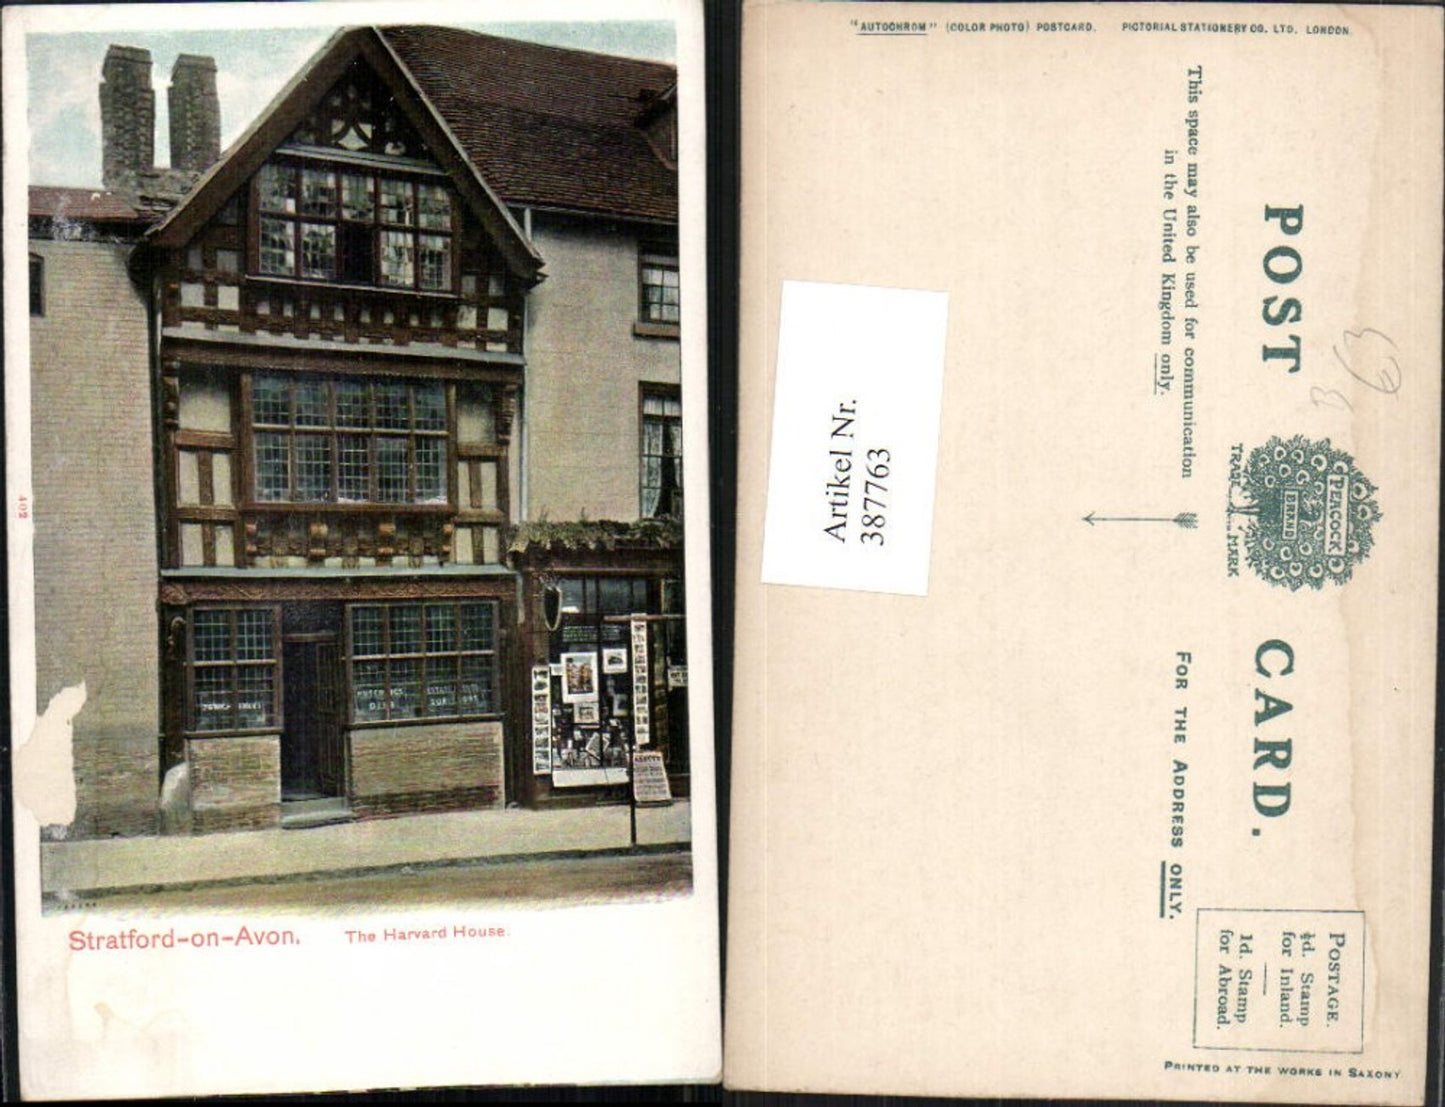 402
Stratford-on-Avon. The Harvard House.
"AUTOCHROM" (COLOR PHOTO) POSTCARD. PICTORIAL STATIONERY CO. LTD. LONDON.
This space may also be used for communication
in the United Kingdom only.
POST CARD.
TRADE MARK
PEACOCK
BRAND
FOR THE ADDRESS ONLY.
POSTAGE.
½d. Stamp
for Inland.
1d. Stamp
for Abroad.
PRINTED AT THE WORKS IN SAXONY
Artikel Nr.
387763